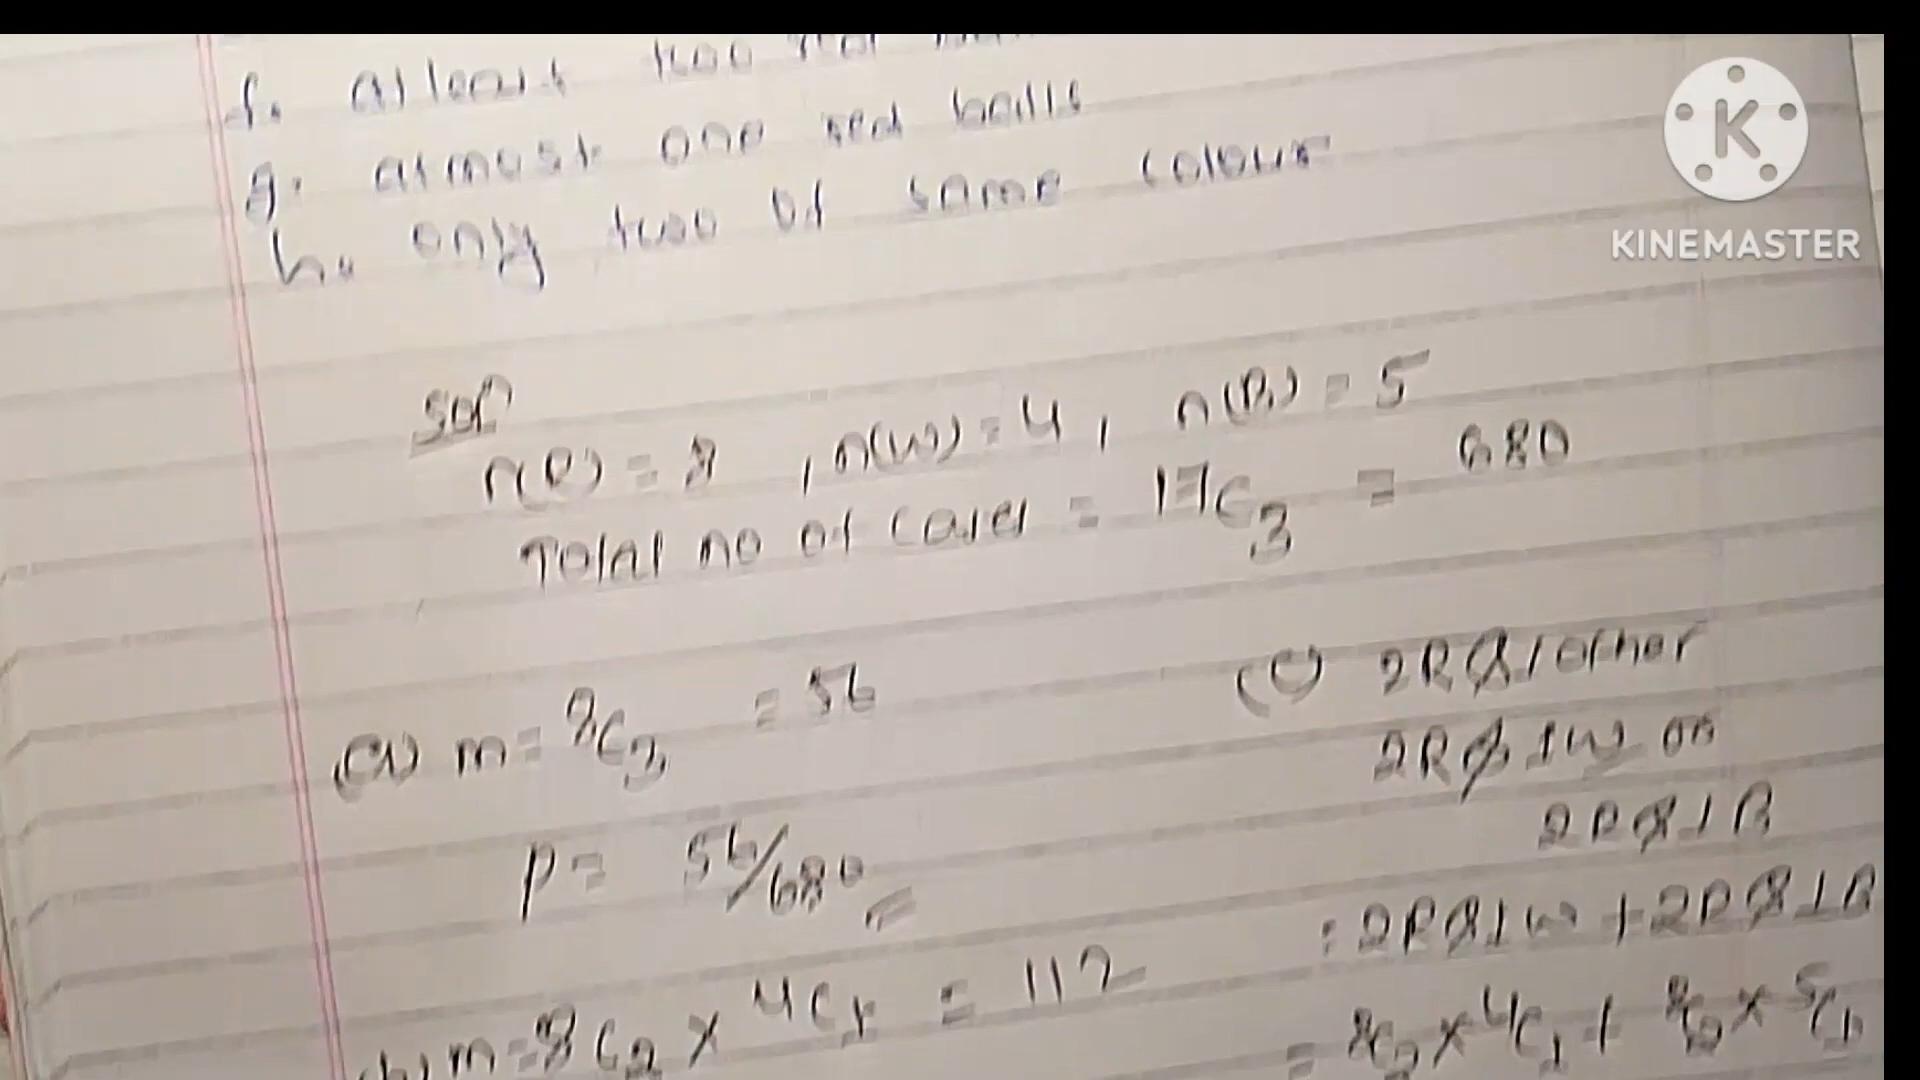 f. atleast two red
g. atmost one red balls
h. only two of same colour
K
KINEMASTER
Sol
n(R) = 8 , n(w) = 4 , n(B) = 5
Total no of cases = 17C3 = 680
(a) m = 8C3 = 56
p = 56/680
(b) m = 8C2 x 4C1 = 112
(c) 2R & 1 other
2R & 1w or
2R & 1B
= 2R & 1w + 2R & 1B
= 8C2 x 4C1 + 8C2 x 5C1